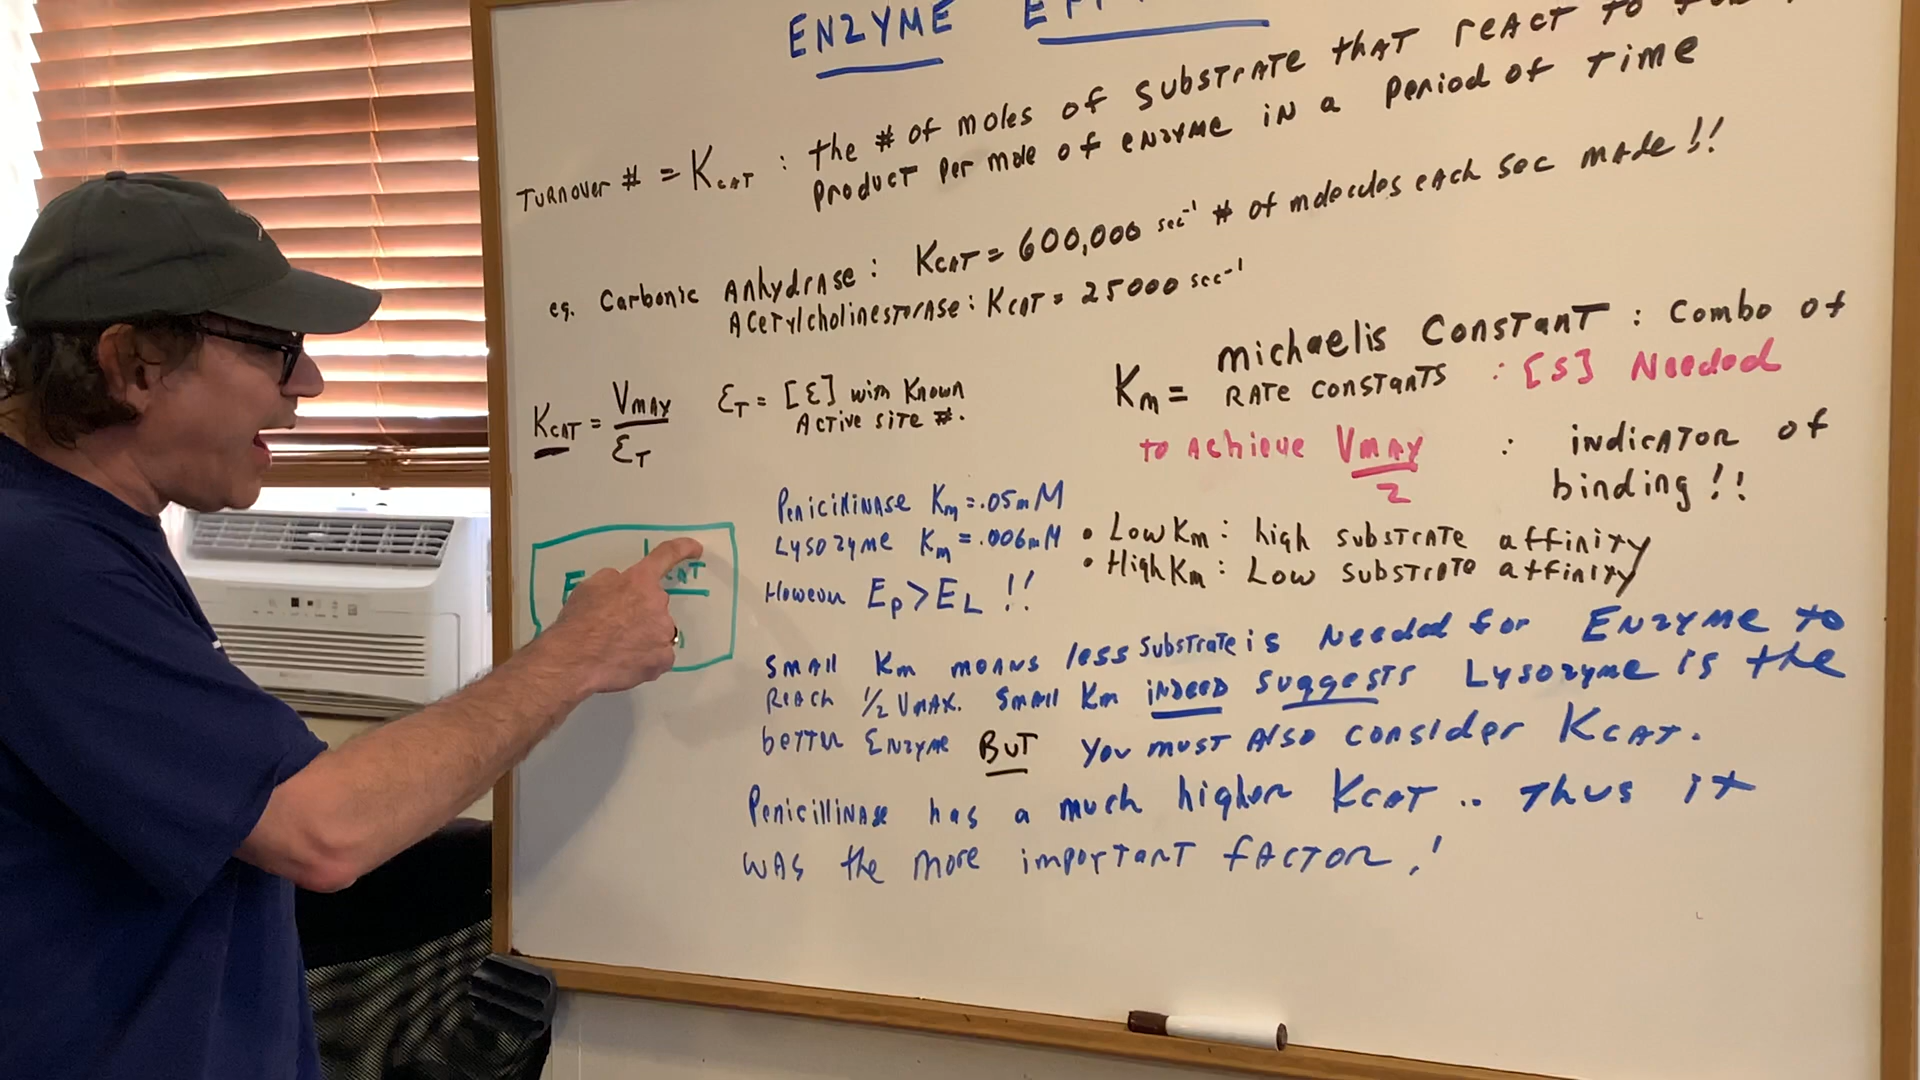 ENZYME
TURNOVER # = KCAT : the # of moles of substrate that react to
product per mole of enzyme in a period of time
eg. Carbonic Anhydrase : KCAT = 600,000 sec⁻¹ # of molecules each sec made!!
Acetylcholinesterase : KCAT = 25000 sec⁻¹
KCAT = VMAX / ET
ET = [E] with known
Active site #.
Km = michaelis constant : combo of
rate constants : [S] Needed
to achieve VMAX / 2 : indicator of
binding!!
Penicillinase Km = .05mM
Lysozyme Km = .006mM
However EP > EL !!
• Low Km : high substrate affinity
• High Km : Low substrate affinity
E CAT
Small Km means less substrate is needed for Enzyme to
reach 1/2 VMAX. Small Km indeed suggests Lysozyme is the
better Enzyme BUT you must also consider KCAT.
Penicillinase has a much higher KCAT .. thus it
was the more important factor!